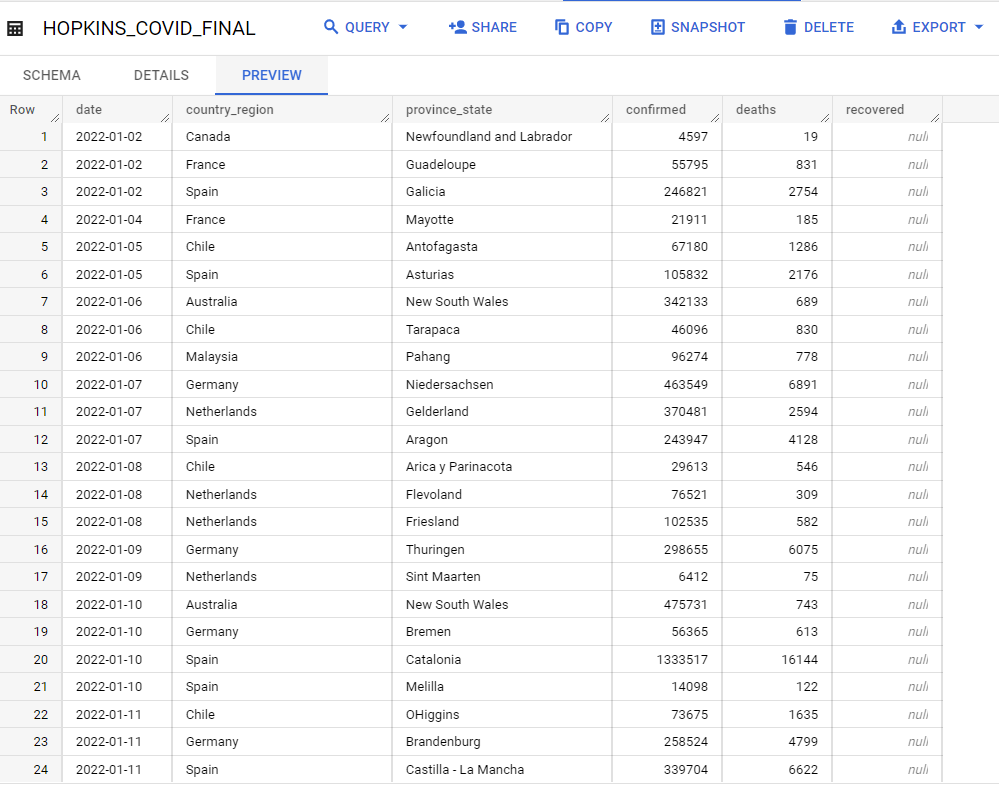 HOPKINS_COVID_FINAL QUERY SHARE COPY SNAPSHOT DELETE EXPORT
SCHEMA DETAILS PREVIEW
Row date country_region province_state confirmed deaths recovered
1 2022-01-02 Canada Newfoundland and Labrador 4597 19 null
2 2022-01-02 France Guadeloupe 55795 831 null
3 2022-01-02 Spain Galicia 246821 2754 null
4 2022-01-04 France Mayotte 21911 185 null
5 2022-01-05 Chile Antofagasta 67180 1286 null
6 2022-01-05 Spain Asturias 105832 2176 null
7 2022-01-06 Australia New South Wales 342133 689 null
8 2022-01-06 Chile Tarapaca 46096 830 null
9 2022-01-06 Malaysia Pahang 96274 778 null
10 2022-01-07 Germany Niedersachsen 463549 6891 null
11 2022-01-07 Netherlands Gelderland 370481 2594 null
12 2022-01-07 Spain Aragon 243947 4128 null
13 2022-01-08 Chile Arica y Parinacota 29613 546 null
14 2022-01-08 Netherlands Flevoland 76521 309 null
15 2022-01-08 Netherlands Friesland 102535 582 null
16 2022-01-09 Germany Thuringen 298655 6075 null
17 2022-01-09 Netherlands Sint Maarten 6412 75 null
18 2022-01-10 Australia New South Wales 475731 743 null
19 2022-01-10 Germany Bremen 56365 613 null
20 2022-01-10 Spain Catalonia 1333517 16144 null
21 2022-01-10 Spain Melilla 14098 122 null
22 2022-01-11 Chile OHiggins 73675 1635 null
23 2022-01-11 Germany Brandenburg 258524 4799 null
24 2022-01-11 Spain Castilla - La Mancha 339704 6622 null